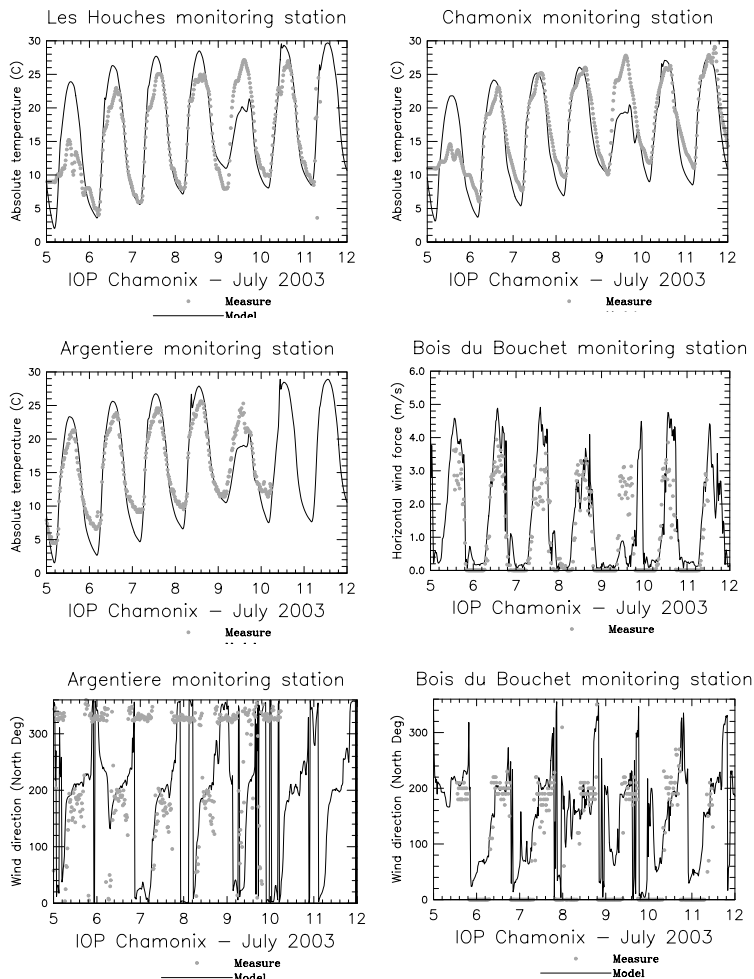 Les Houches monitoring station
Absolute temperature (C)
30
25
20
15
10
5
0
5 6 7 8 9 10 11 12
IOP Chamonix – July 2003
Measure
Model
Chamonix monitoring station
Absolute temperature (C)
30
25
20
15
10
5
0
5 6 7 8 9 10 11 12
IOP Chamonix – July 2003
Measure
Argentiere monitoring station
Absolute temperature (C)
30
25
20
15
10
5
0
5 6 7 8 9 10 11 12
IOP Chamonix – July 2003
Measure
Bois du Bouchet monitoring station
Horizontal wind force (m/s)
6.0
5.0
4.0
3.0
2.0
1.0
0.0
5 6 7 8 9 10 11 12
IOP Chamonix – July 2003
Measure
Argentiere monitoring station
Wind direction (North Deg)
300
200
100
0
5 6 7 8 9 10 11 12
IOP Chamonix – July 2003
Measure
Model
Bois du Bouchet monitoring station
Wind direction (North Deg)
300
200
100
0
5 6 7 8 9 10 11 12
IOP Chamonix – July 2003
Measure
Model